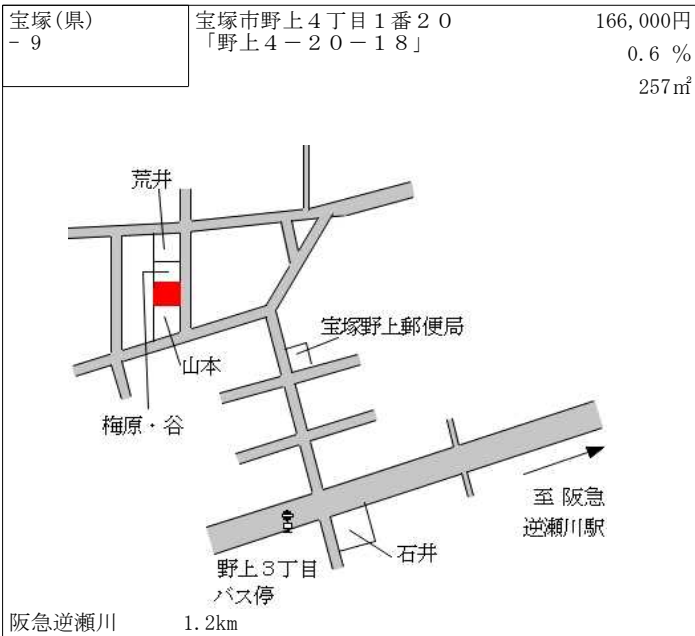 宝塚(県)
- 9
宝塚市野上４丁目１番２０
「野上４－２０－１８」
166,000円
0.6 %
257㎡
荒井
宝塚野上郵便局
山本
梅原・谷
至 阪急
逆瀬川駅
石井
野上３丁目
バス停
阪急逆瀬川 1.2km